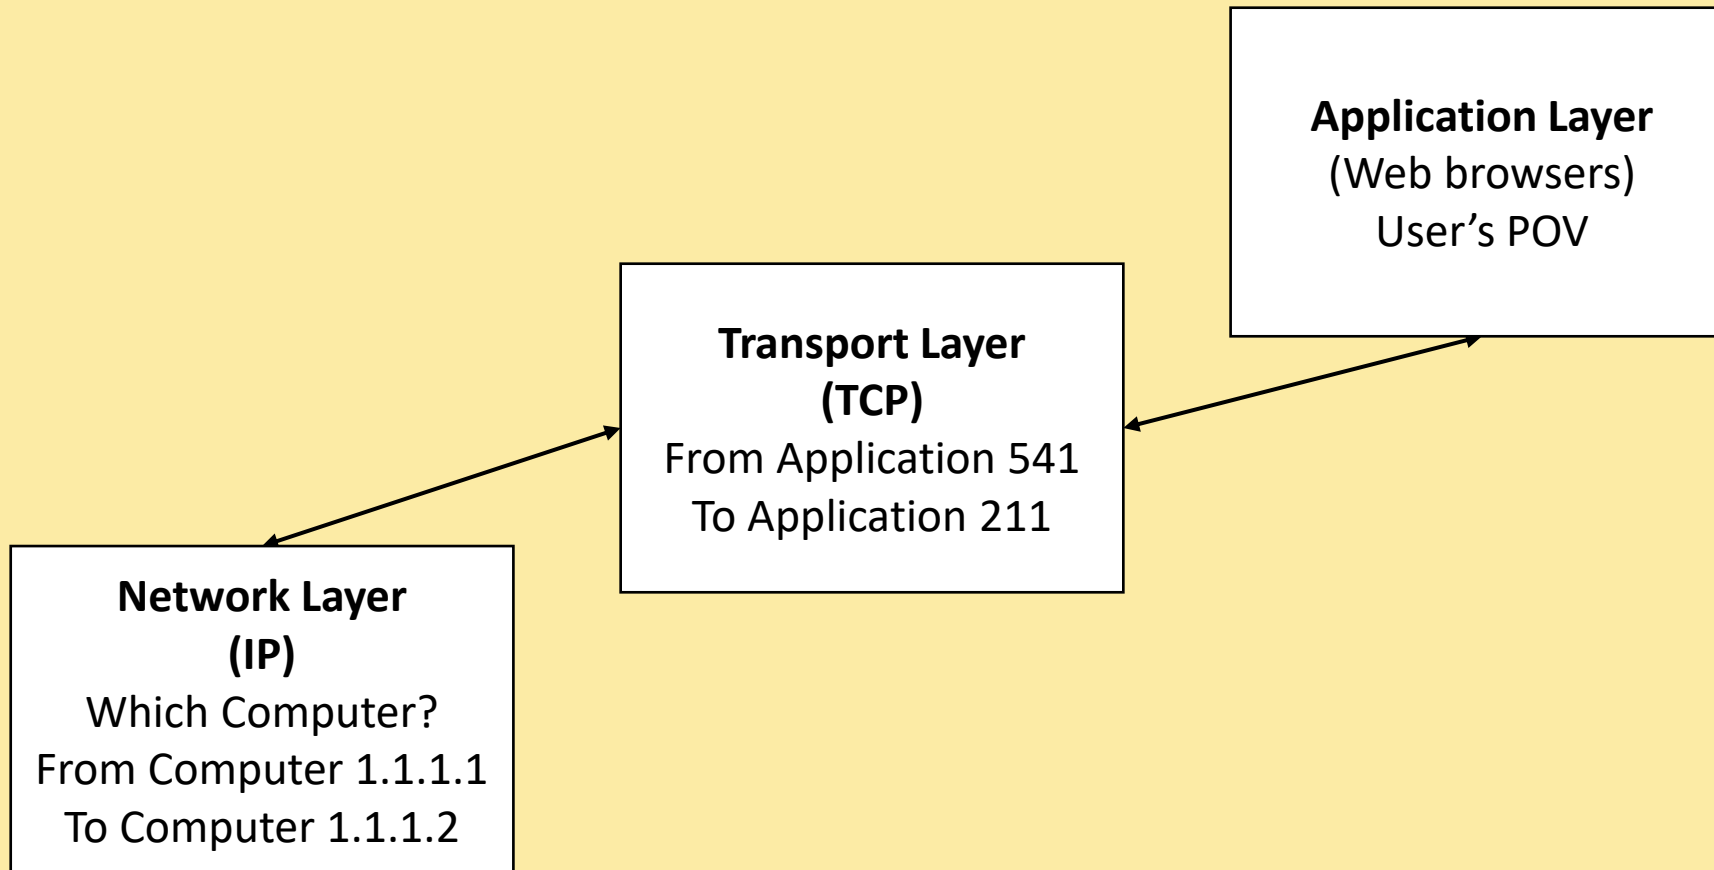 Application Layer
(Web browsers)
User’s POV
Transport Layer
(TCP)
From Application 541
To Application 211
Network Layer
(IP)
Which Computer?
From Computer 1.1.1.1
To Computer 1.1.1.2